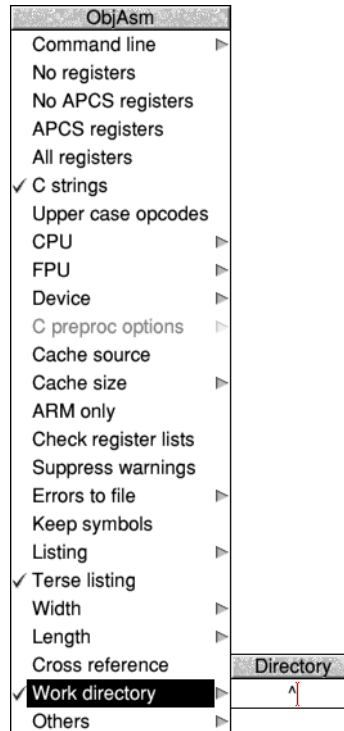 ObjAsm
Command line
No registers
No APCS registers
APCS registers
All registers
C strings
Upper case opcodes
CPU
FPU
Device
C preproc options
Cache source
Cache size
ARM only
Check register lists
Suppress warnings
Errors to file
Keep symbols
Listing
Terse listing
Width
Length
Cross reference
Work directory
Others
Directory
^